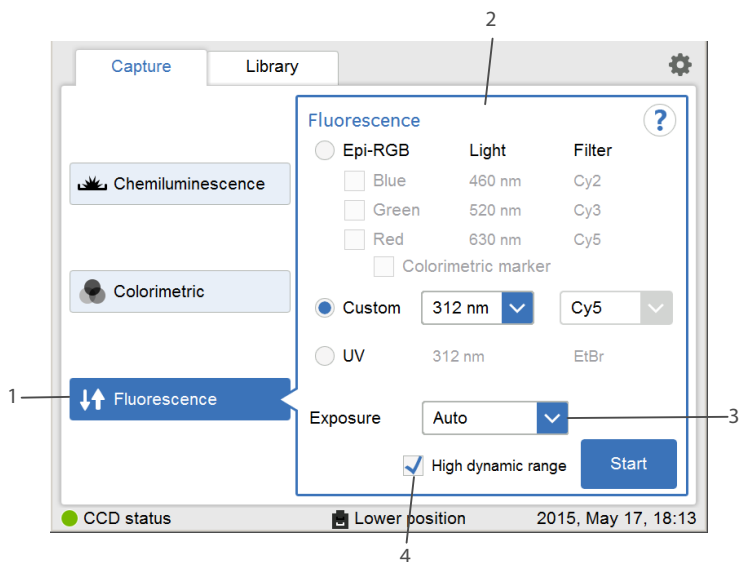 2
Capture Library
Fluorescence ?
Epi-RGB Light Filter
Blue 460 nm Cy2
Chemiluminescence
Green 520 nm Cy3
Red 630 nm Cy5
Colorimetric marker
Colorimetric
Custom 312 nm Cy5
UV 312 nm EtBr
1 Fluorescence
Exposure Auto 3
High dynamic range Start
CCD status Lower position 2015, May 17, 18:13
4